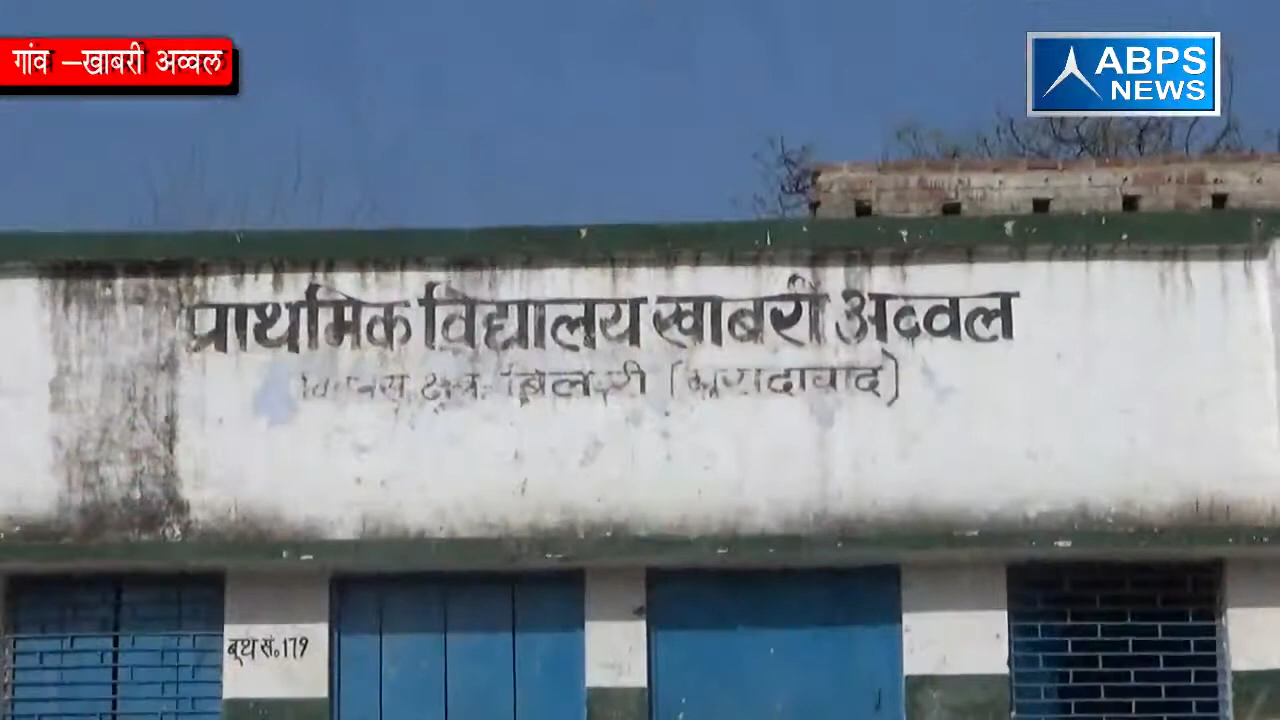 गांव –खाबरी अव्वल
ABPS
NEWS
प्राथमिक विद्यालय खाबरी अव्वल
बिलारी (मुरादाबाद)
बूथ सं॰179